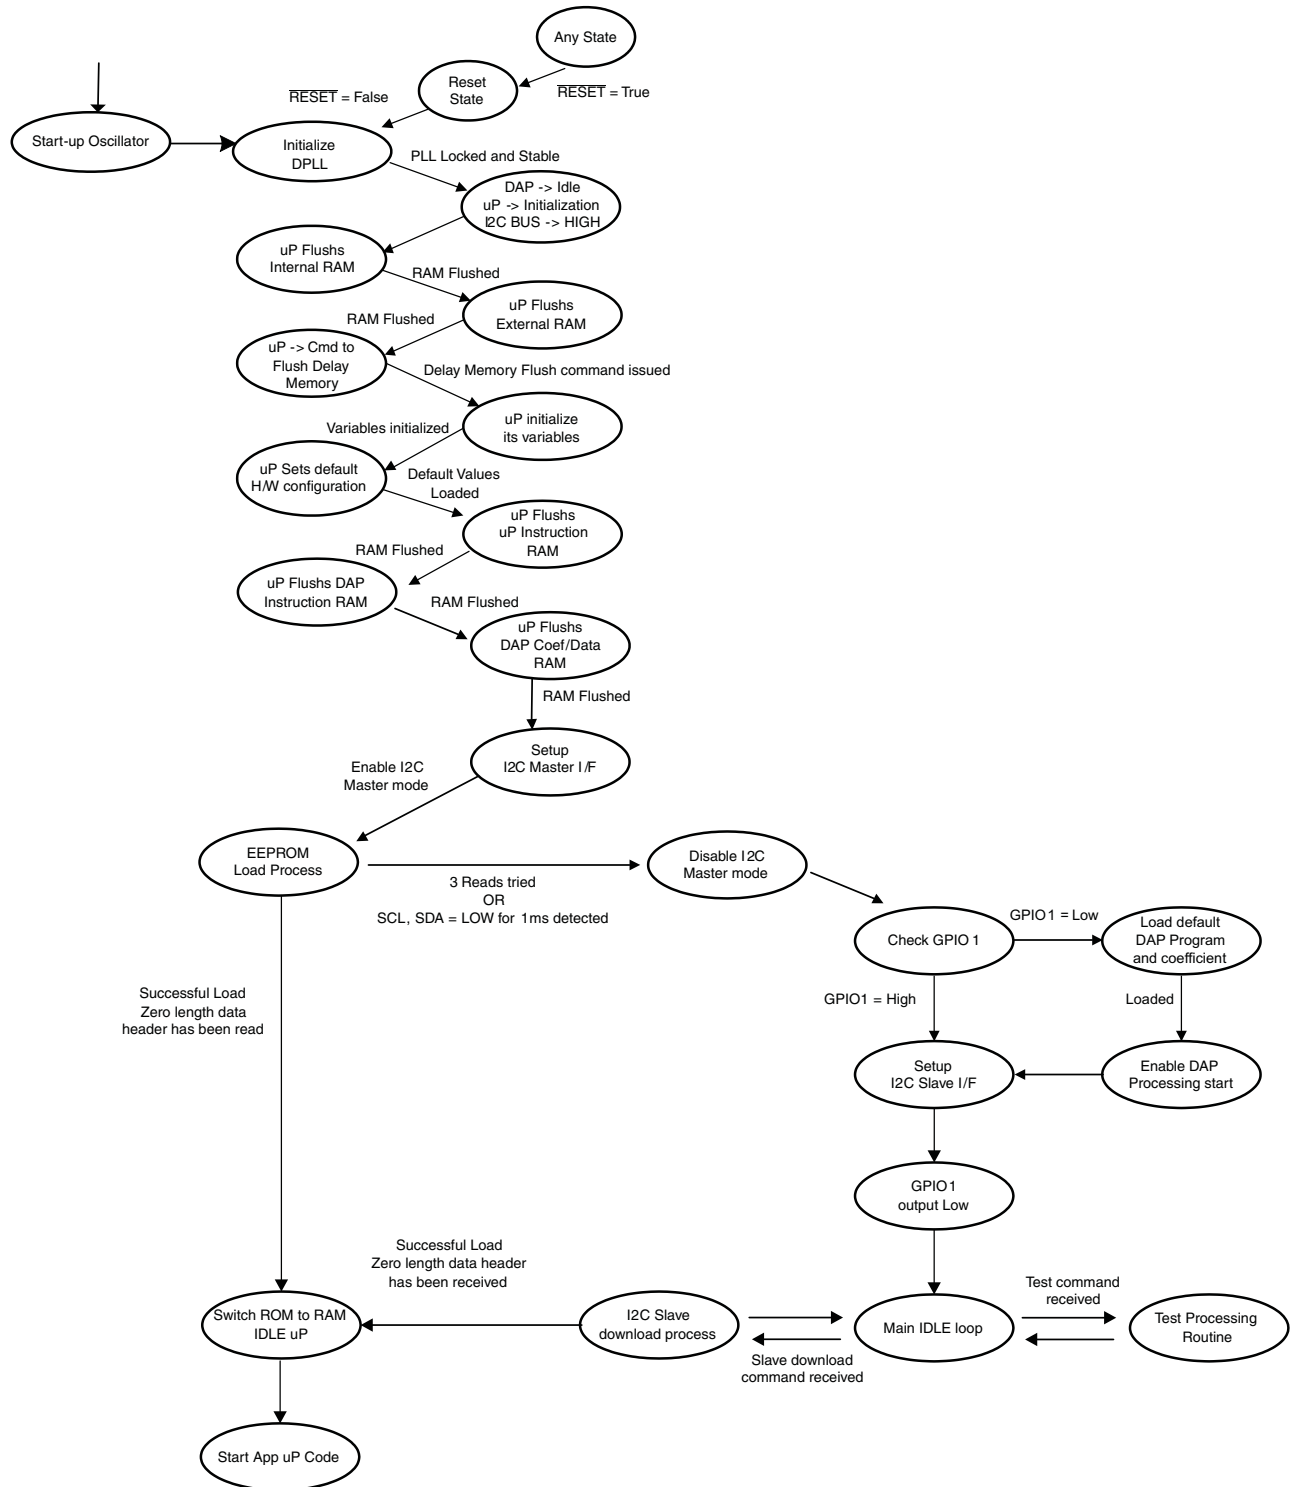 Any State
Reset
State
RESET = True
RESET = False
Start-up Oscillator
Initialize
DPLL
PLL Locked and Stable
DAP -> Idle
uP -> Initialization
I2C BUS -> HIGH
uP Flushs
Internal RAM
RAM Flushed
uP Flushs
External RAM
RAM Flushed
uP -> Cmd to
Flush Delay
Memory
Delay Memory Flush command issued
uP initialize
its variables
Variables initialized
uP Sets default
H/W configuration
Default Values
Loaded
uP Flushs
uP Instruction
RAM
RAM Flushed
uP Flushs DAP
Instruction RAM
RAM Flushed
uP Flushs
DAP Coef/Data
RAM
RAM Flushed
Setup
I2C Master I/F
Enable I2C
Master mode
EEPROM
Load Process
3 Reads tried
OR
SCL, SDA = LOW for 1ms detected
Disable I2C
Master mode
Check GPIO1
GPIO1 = Low
Load default
DAP Program
and coefficient
GPIO1 = High
Loaded
Successful Load
Zero length data
header has been read
Setup
I2C Slave I/F
Enable DAP
Processing start
GPIO1
output Low
Successful Load
Zero length data header
has been received
Switch ROM to RAM
IDLE uP
I2C Slave
download process
Slave download
command received
Main IDLE loop
Test command
received
Test Processing
Routine
Start App uP Code